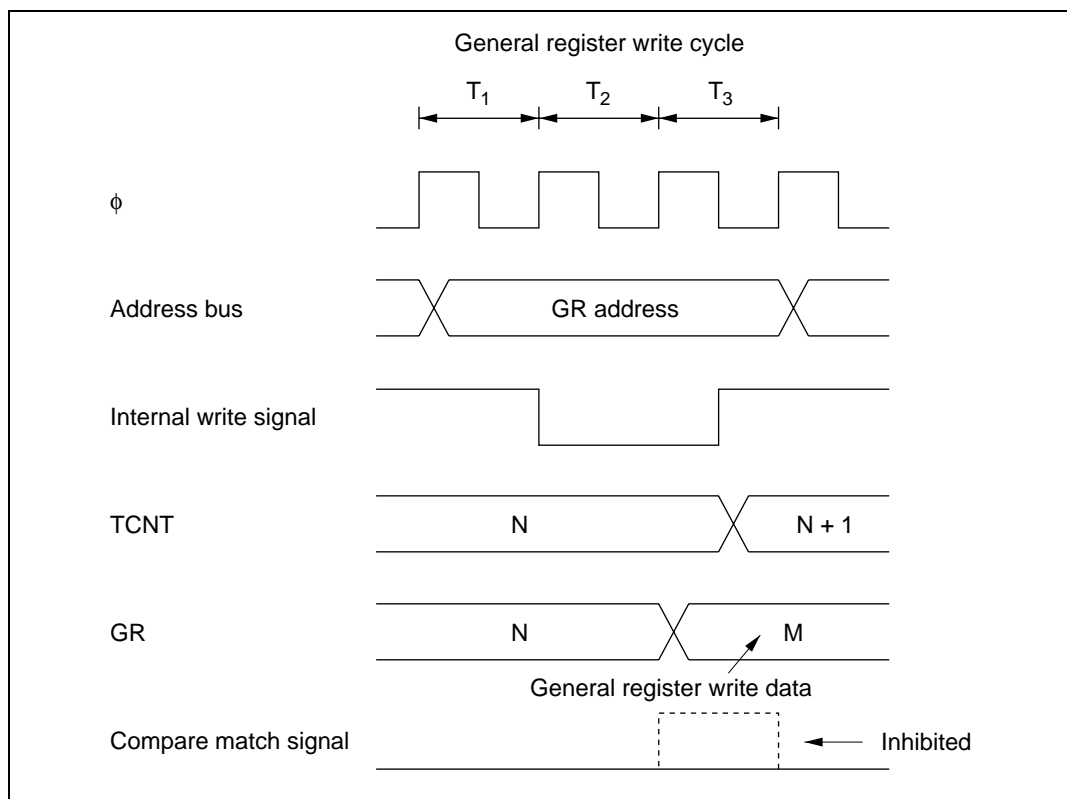 General register write cycle
T1 T2 T3
φ
Address bus GR address
Internal write signal
TCNT N N + 1
GR N M
General register write data
Compare match signal Inhibited